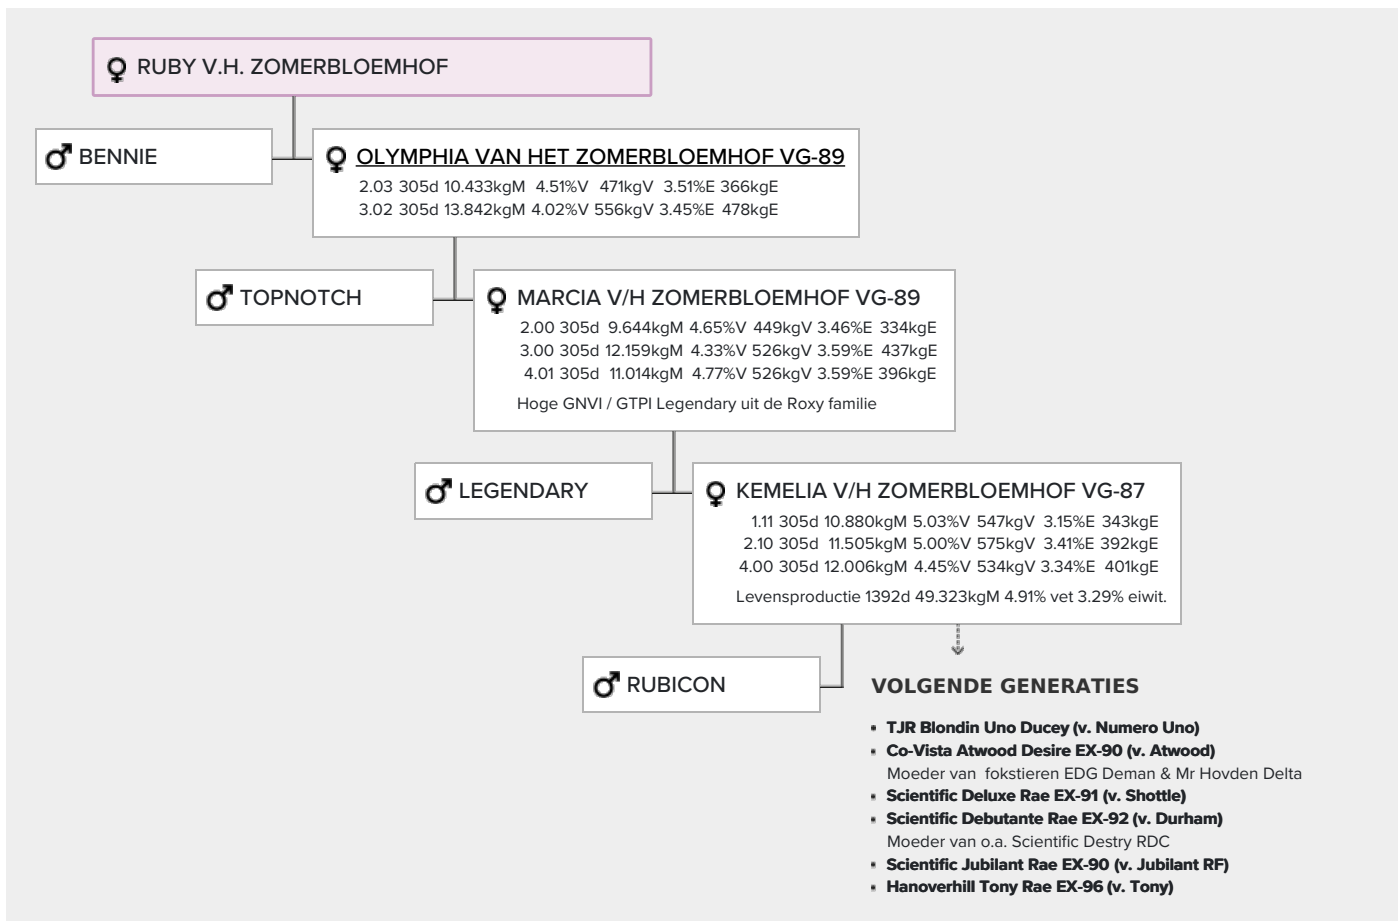 RUBY V.H. ZOMERBLOEMHOF
BENNIE
OLYMPHIA VAN HET ZOMERBLOEMHOF VG-89
2.03 305d 10.433kgM 4.51%V 471kgV 3.51%E 366kgE
3.02 305d 13.842kgM 4.02%V 556kgV 3.45%E 478kgE
TOPNOTCH
MARCIA V/H ZOMERBLOEMHOF VG-89
2.00 305d 9.644kgM 4.65%V 449kgV 3.46%E 334kgE
3.00 305d 12.159kgM 4.33%V 526kgV 3.59%E 437kgE
4.01 305d 11.014kgM 4.77%V 526kgV 3.59%E 396kgE
Hoge GNVI / GTPI Legendary uit de Roxy familie
LEGENDARY
KEMELIA V/H ZOMERBLOEMHOF VG-87
1.11 305d 10.880kgM 5.03%V 547kgV 3.15%E 343kgE
2.10 305d 11.505kgM 5.00%V 575kgV 3.41%E 392kgE
4.00 305d 12.006kgM 4.45%V 534kgV 3.34%E 401kgE
Levensproductie 1392d 49.323kgM 4.91% vet 3.29% eiwit.
RUBICON
VOLGENDE GENERATIES
• TJR Blondin Uno Ducey (v. Numero Uno)
• Co-Vista Atwood Desire EX-90 (v. Atwood)
Moeder van fokstieren EDG Deman & Mr Hovden Delta
• Scientific Deluxe Rae EX-91 (v. Shottle)
• Scientific Debutante Rae EX-92 (v. Durham)
Moeder van o.a. Scientific Destry RDC
• Scientific Jubilant Rae EX-90 (v. Jubilant RF)
• Hanoverhill Tony Rae EX-96 (v. Tony)